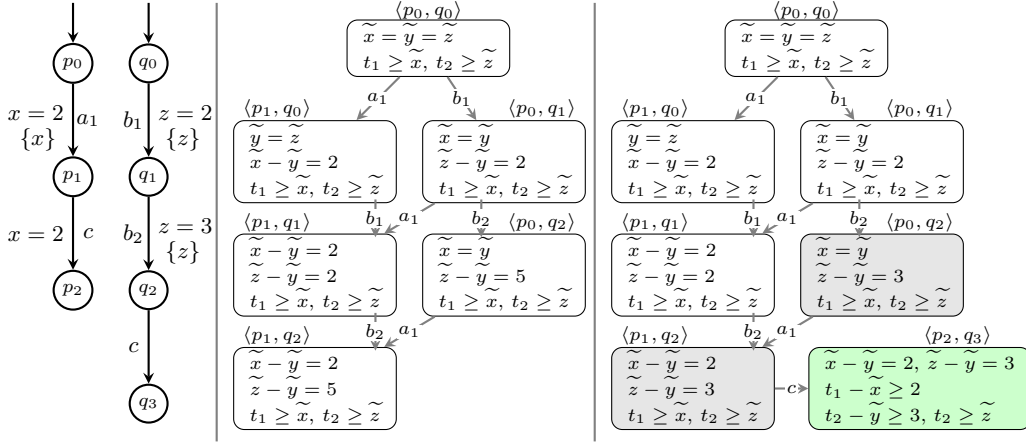 p₀
q₀
x = 2
{x}
a₁
b₁
z = 2
{z}
p₁
q₁
x = 2
c
b₂
z = 3
{z}
p₂
q₂
c
q₃
⟨p₀, q₀⟩
x̃ = ỹ = z̃
t₁ ≥ x̃, t₂ ≥ z̃
a₁
b₁
⟨p₁, q₀⟩
ỹ = z̃
x̃ − ỹ = 2
t₁ ≥ x̃, t₂ ≥ z̃
⟨p₀, q₁⟩
x̃ = ỹ
z̃ − ỹ = 2
t₁ ≥ x̃, t₂ ≥ z̃
b₁
a₁
b₂
⟨p₁, q₁⟩
x̃ − ỹ = 2
z̃ − ỹ = 2
t₁ ≥ x̃, t₂ ≥ z̃
⟨p₀, q₂⟩
x̃ = ỹ
z̃ − ỹ = 5
t₁ ≥ x̃, t₂ ≥ z̃
b₂
a₁
⟨p₁, q₂⟩
x̃ − ỹ = 2
z̃ − ỹ = 5
t₁ ≥ x̃, t₂ ≥ z̃
⟨p₀, q₀⟩
x̃ = ỹ = z̃
t₁ ≥ x̃, t₂ ≥ z̃
a₁
b₁
⟨p₁, q₀⟩
ỹ = z̃
x̃ − ỹ = 2
t₁ ≥ x̃, t₂ ≥ z̃
⟨p₀, q₁⟩
x̃ = ỹ
z̃ − ỹ = 2
t₁ ≥ x̃, t₂ ≥ z̃
b₁
a₁
b₂
⟨p₁, q₁⟩
x̃ − ỹ = 2
z̃ − ỹ = 2
t₁ ≥ x̃, t₂ ≥ z̃
⟨p₀, q₂⟩
x̃ = ỹ
z̃ − ỹ = 3
t₁ ≥ x̃, t₂ ≥ z̃
b₂
a₁
⟨p₁, q₂⟩
x̃ − ỹ = 2
z̃ − ỹ = 3
t₁ ≥ x̃, t₂ ≥ z̃
c
⟨p₂, q₃⟩
x̃ − ỹ = 2, z̃ − ỹ = 3
t₁ − x̃ ≥ 2
t₂ − ỹ ≥ 3, t₂ ≥ z̃